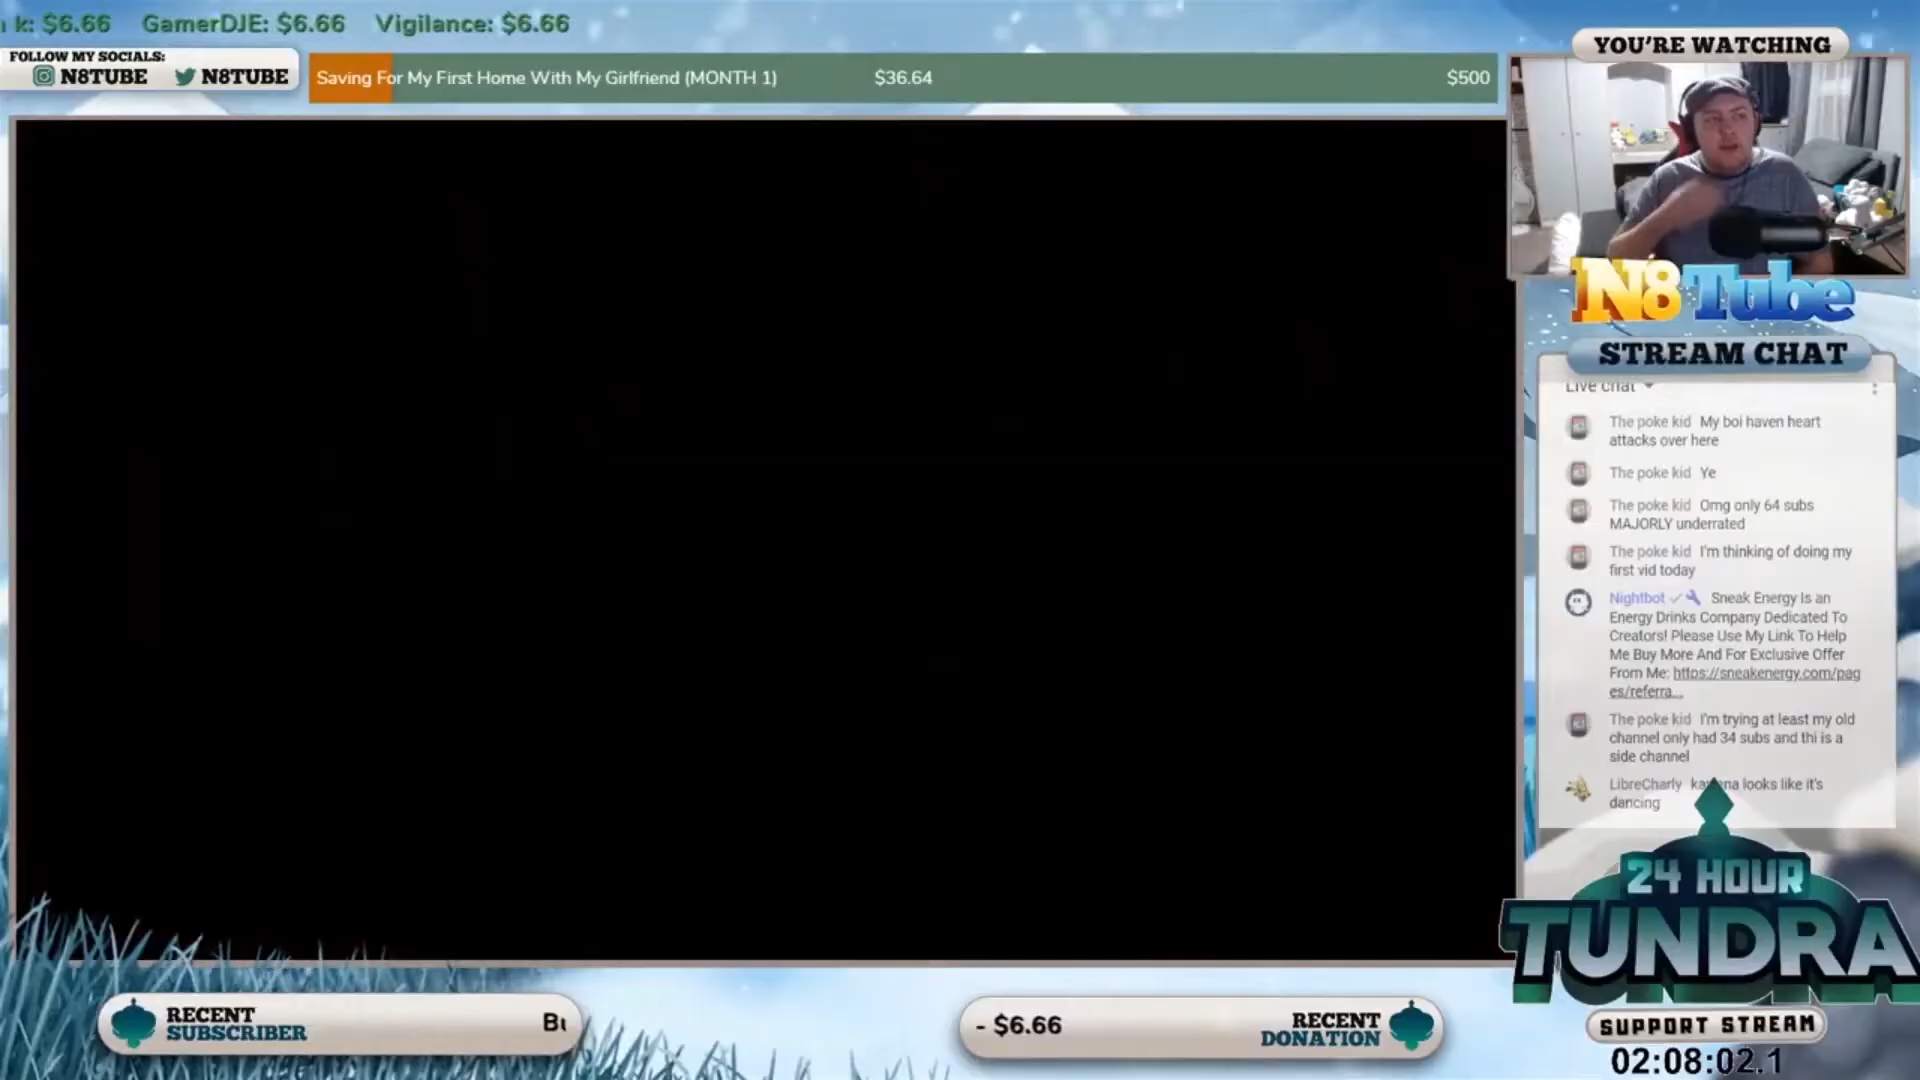 k: $6.66 GamerDJE: $6.66 Vigilance: $6.66
FOLLOW MY SOCIALS:
N8TUBE N8TUBE
Saving For My First Home With My Girlfriend (MONTH 1) $36.64 $500
YOU'RE WATCHING
N8Tube
STREAM CHAT
Live chat
The poke kid My boi haven heart
attacks over here
The poke kid Ye
The poke kid Omg only 64 subs
MAJORLY underrated
The poke kid I'm thinking of doing my
first vid today
Nightbot Sneak Energy Is an
Energy Drinks Company Dedicated To
Creators! Please Use My Link To Help
Me Buy More And For Exclusive Offer
From Me: https://sneakenergy.com/pag
es/referra...
The poke kid I'm trying at least my old
channel only had 34 subs and thi is a
side channel
LibreCharly looks like it's
dancing
24 HOUR
TUNDRA
SUPPORT STREAM
02:08:02.1
RECENT
SUBSCRIBER
- $6.66
RECENT
DONATION